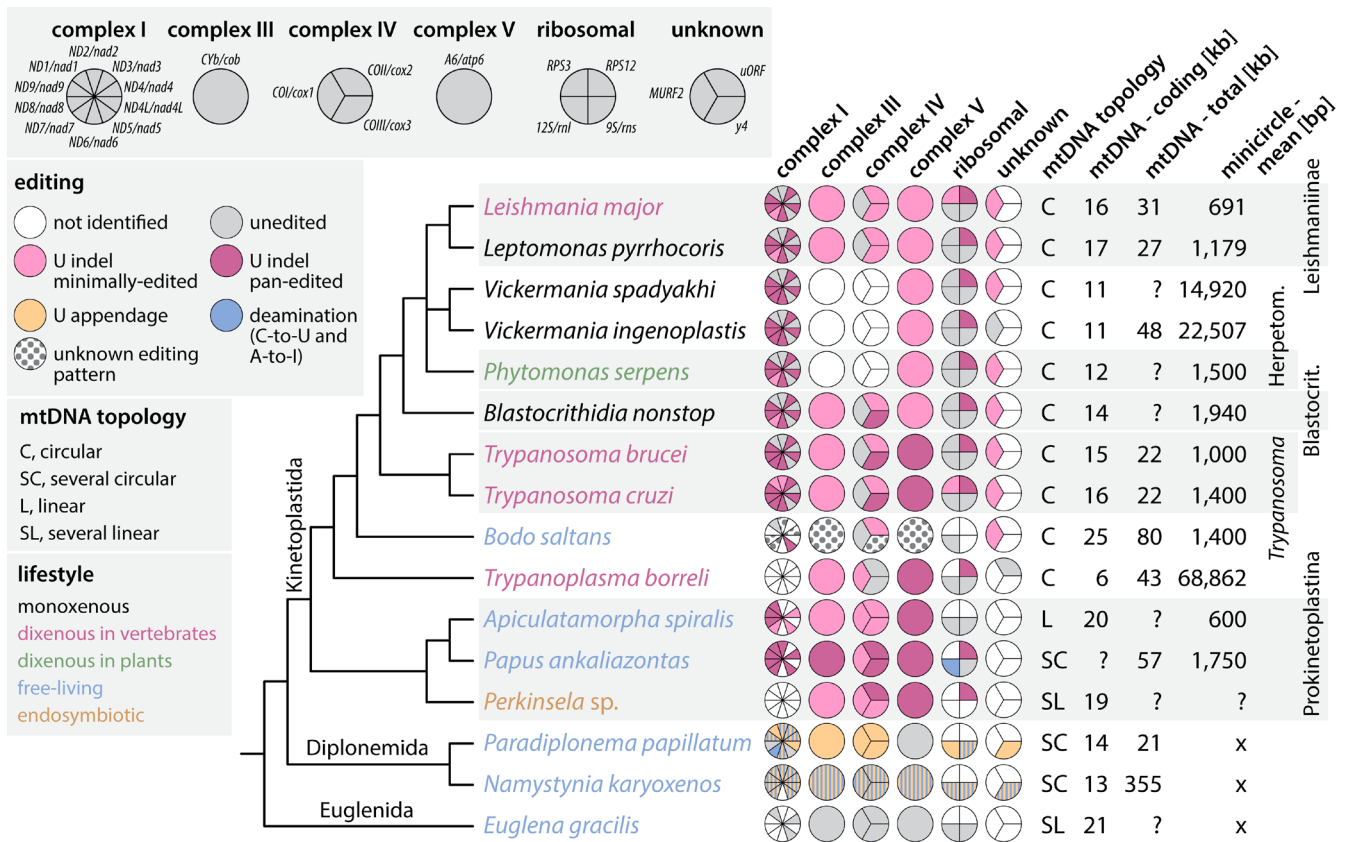 complex I complex III complex IV complex V ribosomal unknown
ND2/nad2
ND1/nad1 ND3/nad3
ND9/nad9 ND4/nad4
ND8/nad8 ND4L/nad4L
ND7/nad7 ND5/nad5
ND6/nad6
CYb/cob
COII/cox2
COI/cox1
COIII/cox3
A6/atp6
RPS3 RPS12
12S/rnl 9S/rns
uORF
MURF2
y4
editing
not identified
unedited
U indel
minimally-edited
U indel
pan-edited
U appendage
deamination
(C-to-U and
A-to-I)
unknown editing
pattern
mtDNA topology
C, circular
SC, several circular
L, linear
SL, several linear
lifestyle
monoxenous
dixenous in vertebrates
dixenous in plants
free-living
endosymbiotic
Kinetoplastida
Diplonemida
Euglenida
complex I
complex III
complex IV
complex V
ribosomal
unknown
mtDNA topology
mtDNA - coding [kb]
mtDNA - total [kb]
minicircle -
mean [bp]
Leishmania major C 16 31 691
Leptomonas pyrrhocoris C 17 27 1,179
Vickermania spadyakhi C 11 ? 14,920
Vickermania ingenoplastis C 11 48 22,507
Phytomonas serpens C 12 ? 1,500
Blastocrithidia nonstop C 14 ? 1,940
Trypanosoma brucei C 15 22 1,000
Trypanosoma cruzi C 16 22 1,400
Bodo saltans C 25 80 1,400
Trypanoplasma borreli C 6 43 68,862
Apiculatamorpha spiralis L 20 ? 600
Papus ankaliazontas SC ? 57 1,750
Perkinsela sp. SL 19 ? ?
Paradiplonema papillatum SC 14 21 x
Namystynia karyoxenos SC 13 355 x
Euglena gracilis SL 21 ? x
Leishmaniinae
Herpetom.
Blastocrit.
Trypanosoma
Prokinetoplastina